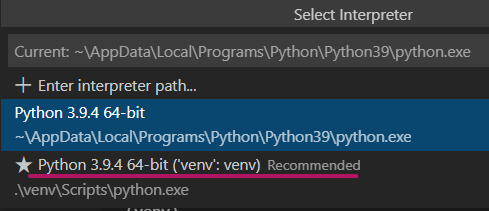 Select Interpreter
Current: ~\AppData\Local\Programs\Python\Python39\python.exe
+ Enter interpreter path...
Python 3.9.4 64-bit
~\AppData\Local\Programs\Python\Python39\python.exe
★ Python 3.9.4 64-bit ('venv': venv) Recommended
.\venv\Scripts\python.exe